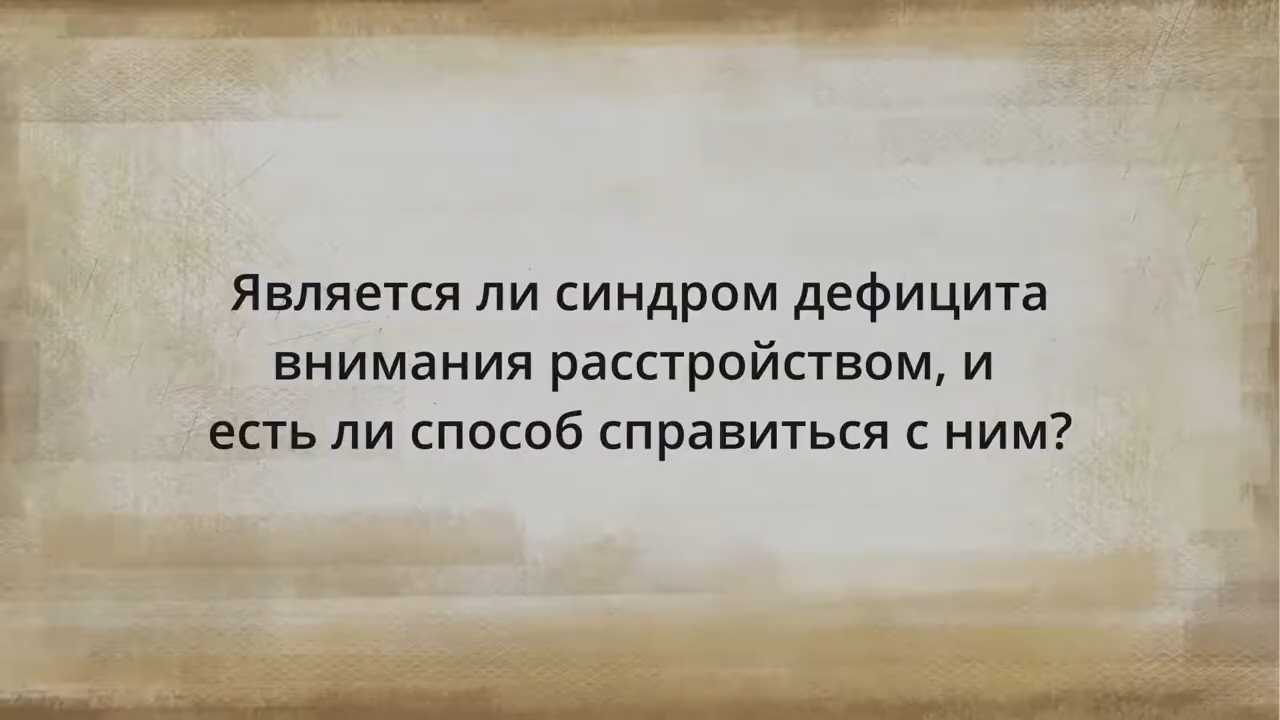 Является ли синдром дефицита
внимания расстройством, и
есть ли способ справиться с ним?